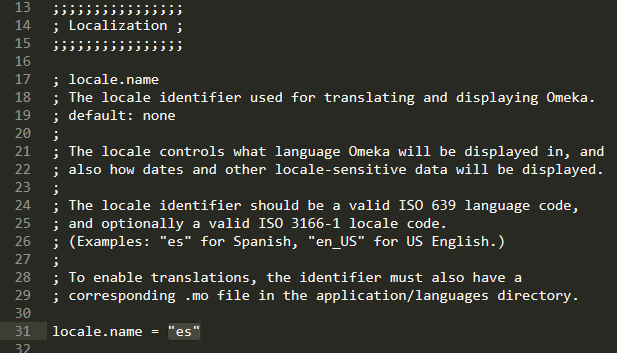 13 ;;;;;;;;;;;;;;;;
14 ; Localization ;
15 ;;;;;;;;;;;;;;;;
16
17 ; locale.name
18 ; The locale identifier used for translating and displaying Omeka.
19 ; default: none
20 ;
21 ; The locale controls what language Omeka will be displayed in, and
22 ; also how dates and other locale-sensitive data will be displayed.
23 ;
24 ; The locale identifier should be a valid ISO 639 language code,
25 ; and optionally a valid ISO 3166-1 locale code.
26 ; (Examples: "es" for Spanish, "en_US" for US English.)
27 ;
28 ; To enable translations, the identifier must also have a
29 ; corresponding .mo file in the application/languages directory.
30
31 locale.name = "es"
32